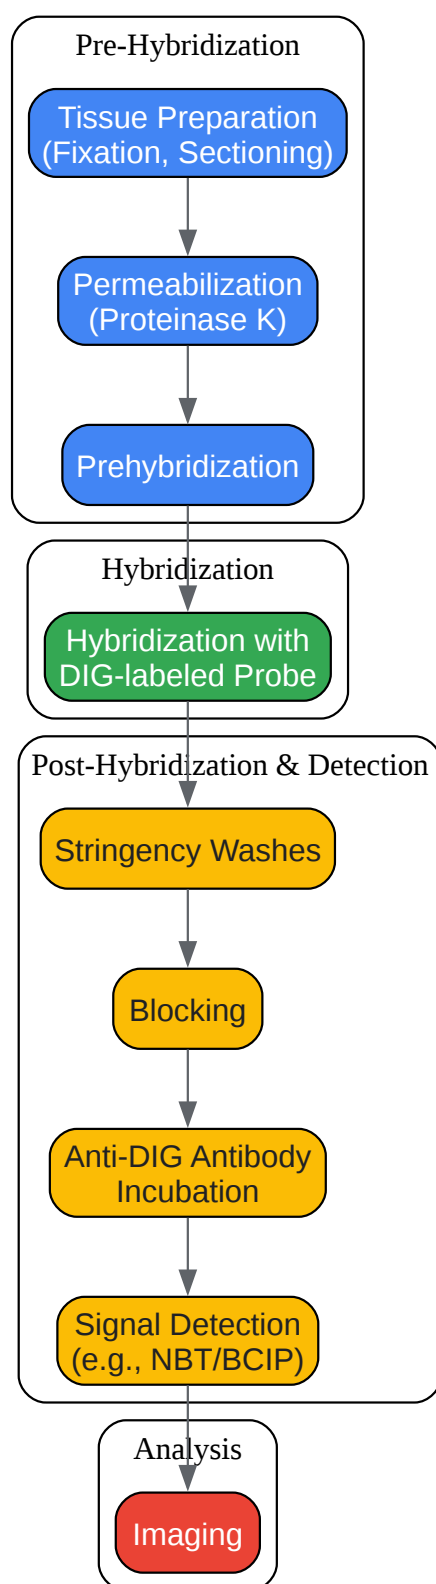 Pre-Hybridization
Tissue Preparation
(Fixation, Sectioning)
Permeabilization
(Proteinase K)
Prehybridization
Hybridization
Hybridization with
DIG-labeled Probe
Post-Hybridization & Detection
Stringency Washes
Blocking
Anti-DIG Antibody
Incubation
Signal Detection
(e.g., NBT/BCIP)
Analysis
Imaging